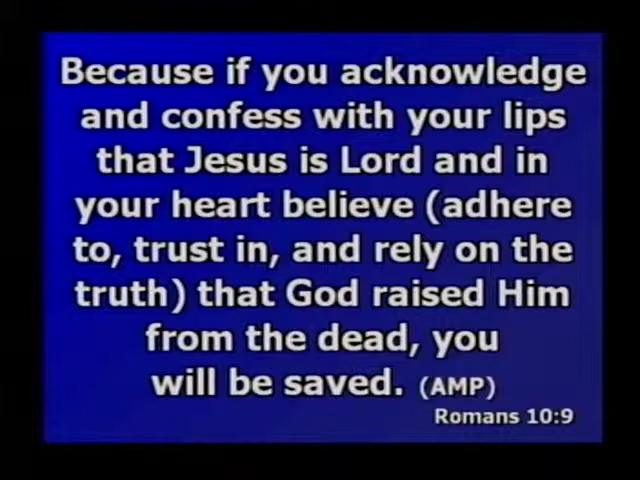 Because if you acknowledge
and confess with your lips
that Jesus is Lord and in
your heart believe (adhere
to, trust in, and rely on the
truth) that God raised Him
from the dead, you
will be saved. (AMP)
Romans 10:9